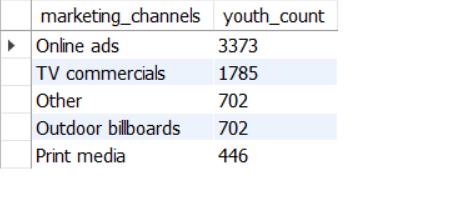 marketing_channels youth_count
Online ads 3373
TV commercials 1785
Other 702
Outdoor billboards 702
Print media 446